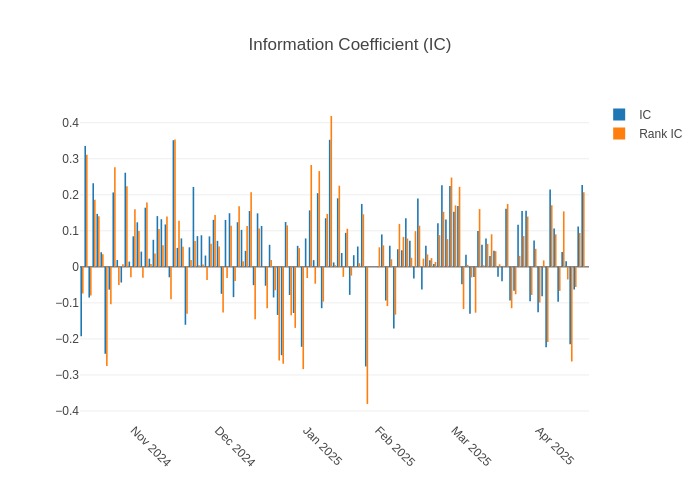 Information Coefficient (IC)
IC
Rank IC
0.4
0.3
0.2
0.1
0
−0.1
−0.2
−0.3
−0.4
Nov 2024
Dec 2024
Jan 2025
Feb 2025
Mar 2025
Apr 2025